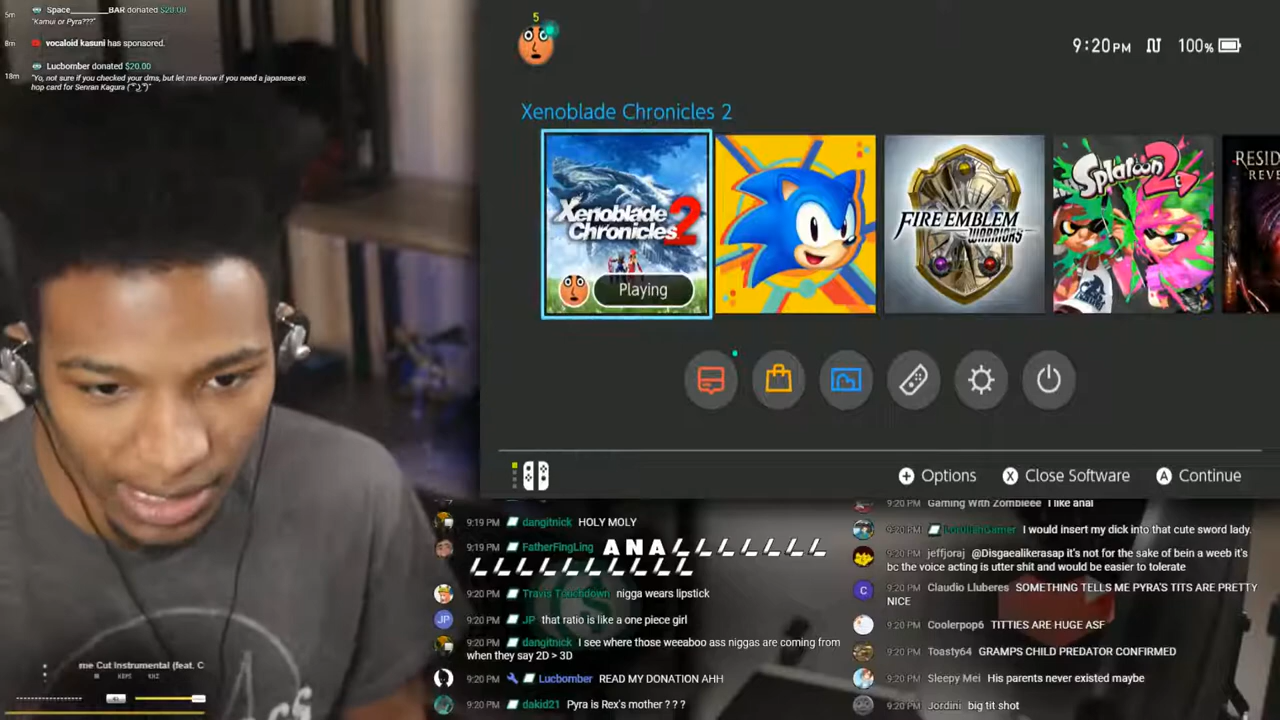 5m
Space________BAR donated $20.00
"Kamui or Pyra???"
8m
vocaloid kasuni has sponsored.
18m
Lucbomber donated $20.00
"Yo, not sure if you checked your dms, but let me know if you need a japanese es
hop card for Senran Kagura ( ͡° ͜ʖ ͡°)"
5
9:20PM
100%
Xenoblade Chronicles 2
Xenoblade
Chronicles 2
Playing
FIRE EMBLEM
WARRIORS
Splatoon 2
RESID
REVE
Options
Close Software
Continue
9:19 PM dangitnick HOLY MOLY
9:19 PM FatherFingLing A N A L L L L L L L
L L L L L L L L L L
9:20 PM Travis Touchdown nigga wears lipstick
9:20 PM JP that ratio is like a one piece girl
9:20 PM dangitnick I see where those weeaboo ass niggas are coming from
when they say 2D > 3D
9:20 PM Lucbomber READ MY DONATION AHH
9:20 PM dakid21 Pyra is Rex's mother ? ? ?
9:20 PM Gaming With Zombieee I like anal
9:20 PM I would insert my dick into that cute sword lady.
9:20 PM jeffjoraj @Disgaealikerasap it's not for the sake of bein a weeb it's
bc the voice acting is utter shit and would be easier to tolerate
9:20 PM Claudio Lluberes SOMETHING TELLS ME PYRA'S TITS ARE PRETTY
NICE
9:20 PM Coolerpop6 TITTIES ARE HUGE ASF
9:20 PM Toasty64 GRAMPS CHILD PREDATOR CONFIRMED
9:20 PM Sleepy Mei His parents never existed maybe
9:20 PM Jordini big tit shot
me Cut Instrumental (feat. C